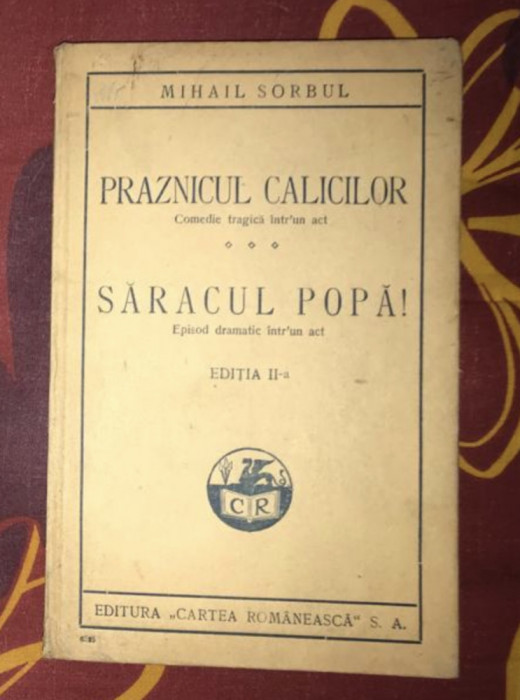 MIHAIL SORBUL
PRAZNICUL CALICILOR
Comedie tragică într'un act
SĂRACUL POPĂ!
Episod dramatic într'un act
EDIȚIA II-a
C R
EDITURA „CARTEA ROMÂNEASCĂ" S. A.